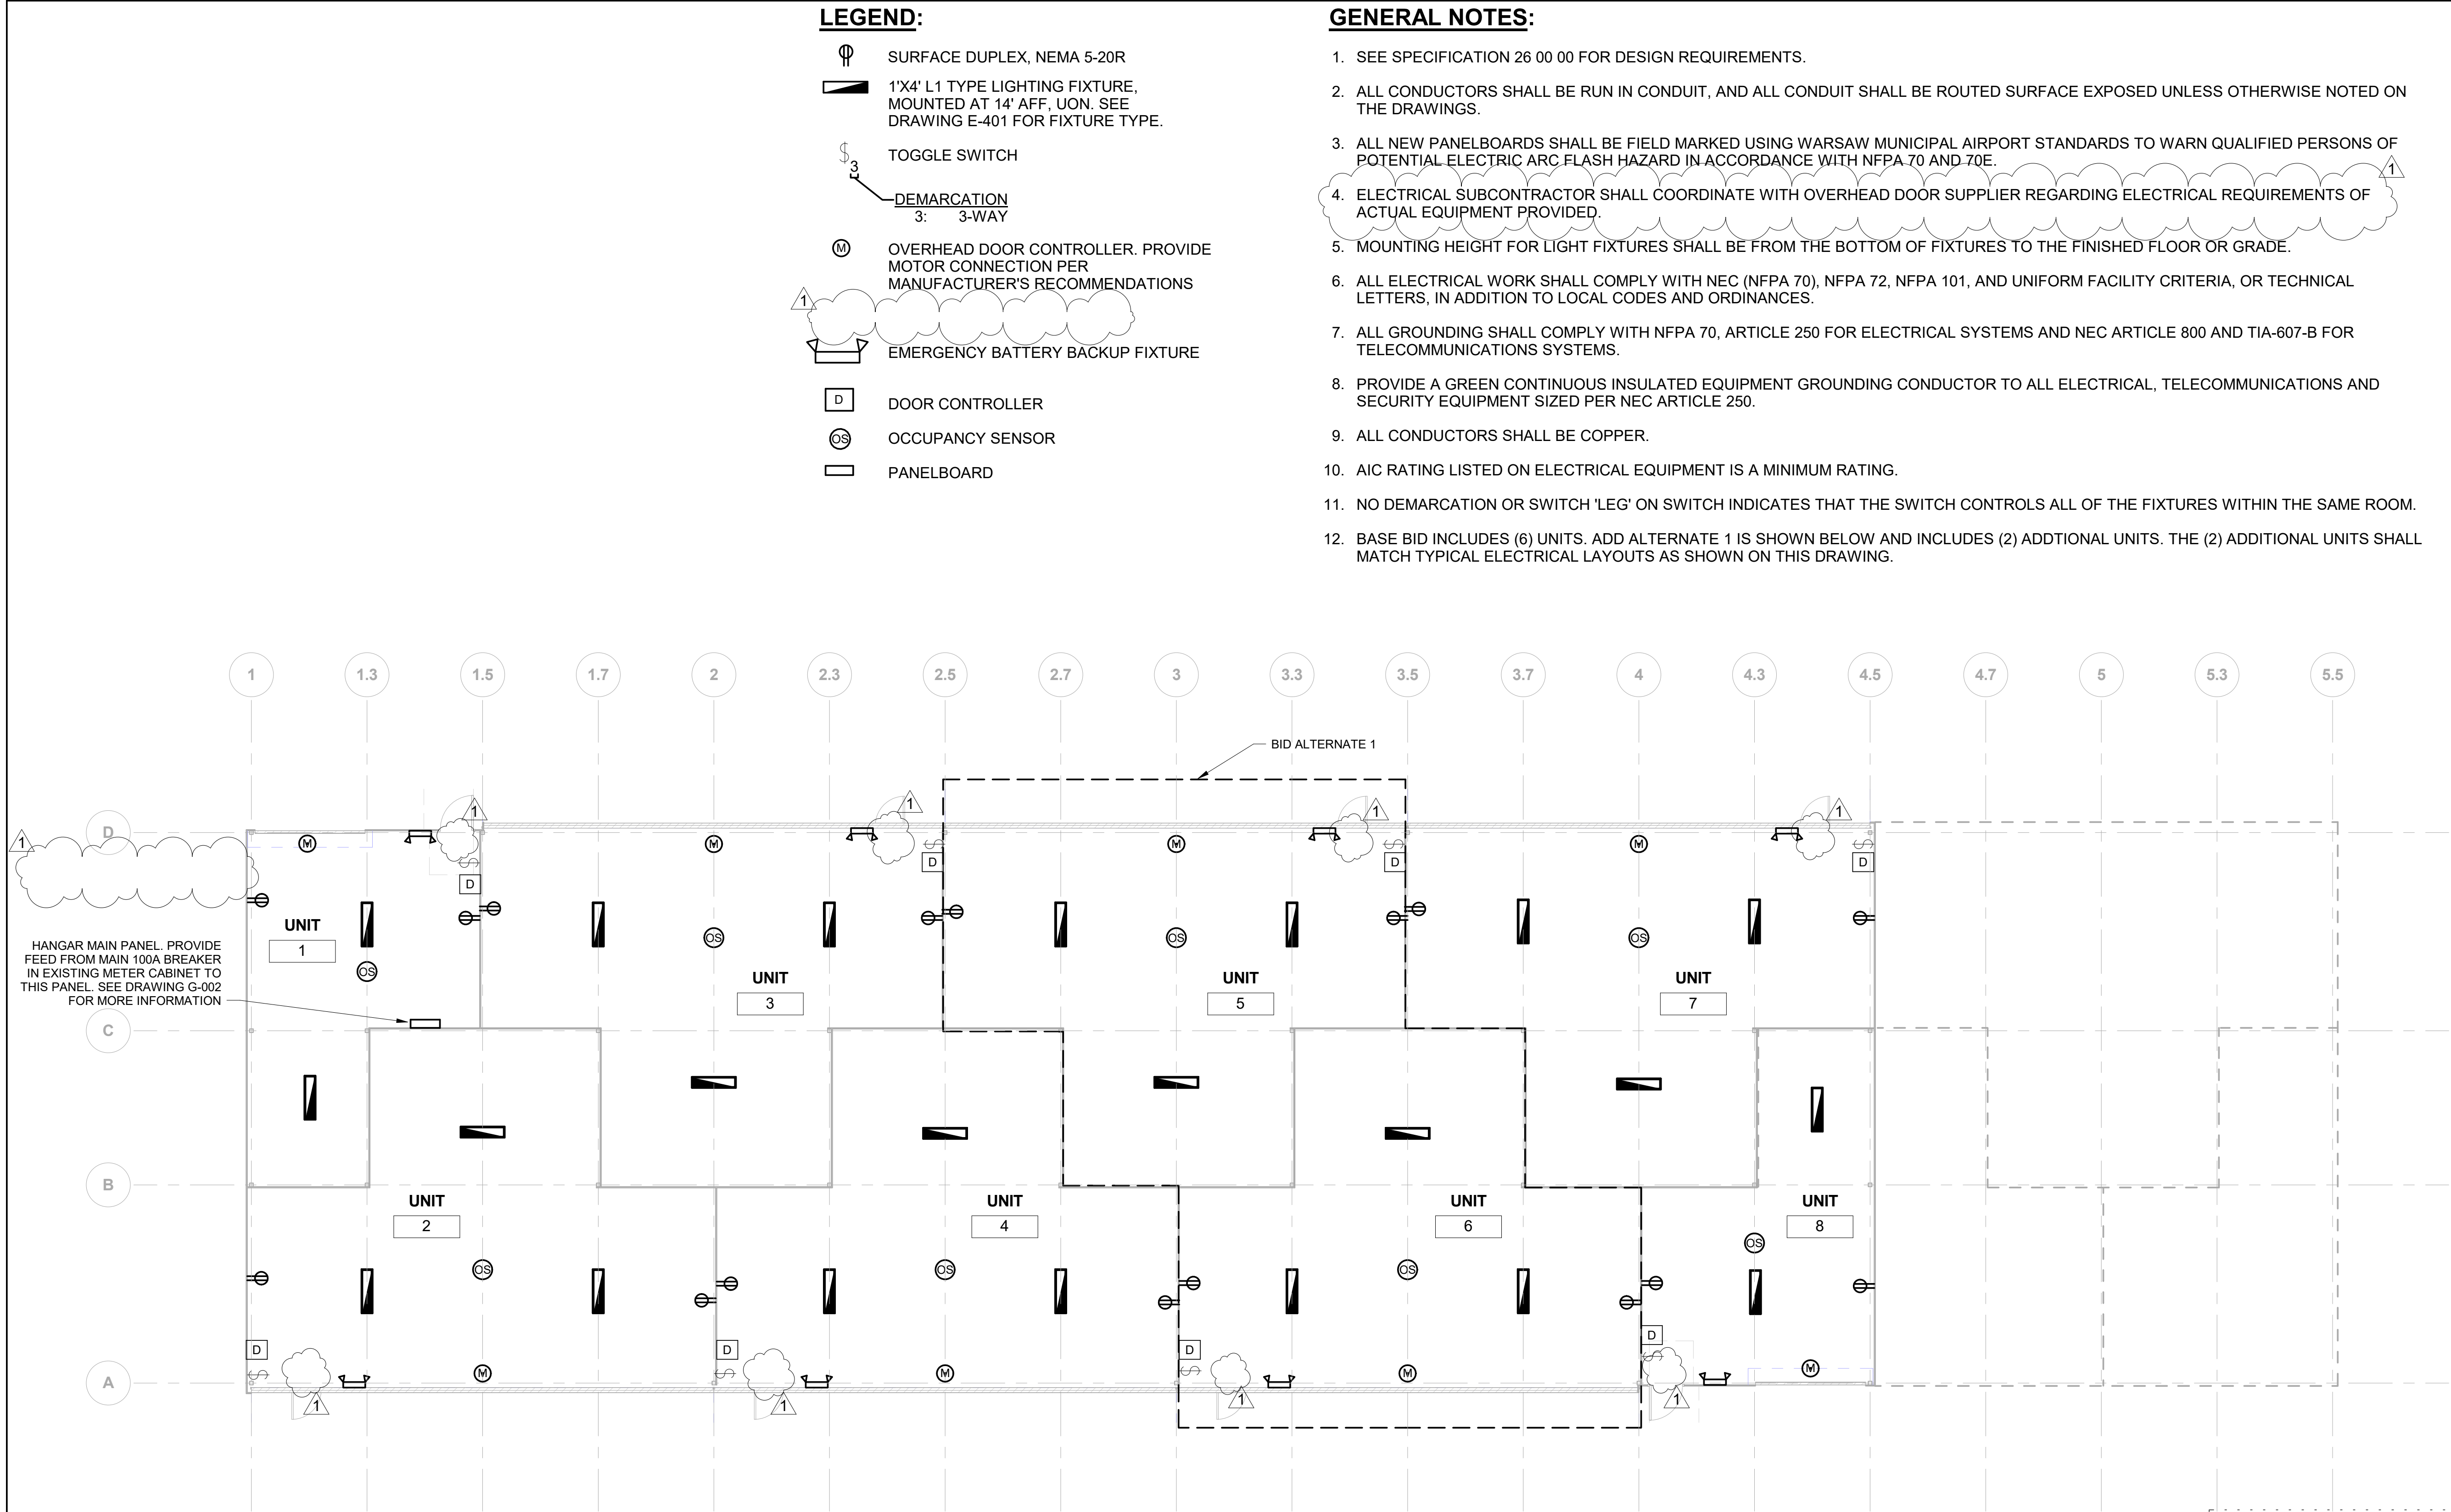 LEGEND:
SURFACE DUPLEX, NEMA 5-20R
1'X4' L1 TYPE LIGHTING FIXTURE,
MOUNTED AT 14' AFF, UON. SEE
DRAWING E-401 FOR FIXTURE TYPE.
$
3
TOGGLE SWITCH
DEMARCATION
3: 3-WAY
M
OVERHEAD DOOR CONTROLLER. PROVIDE
MOTOR CONNECTION PER
MANUFACTURER'S RECOMMENDATIONS
1
EMERGENCY BATTERY BACKUP FIXTURE
D
DOOR CONTROLLER
OS
OCCUPANCY SENSOR
PANELBOARD
GENERAL NOTES:
1. SEE SPECIFICATION 26 00 00 FOR DESIGN REQUIREMENTS.
2. ALL CONDUCTORS SHALL BE RUN IN CONDUIT, AND ALL CONDUIT SHALL BE ROUTED SURFACE EXPOSED UNLESS OTHERWISE NOTED ON
THE DRAWINGS.
3. ALL NEW PANELBOARDS SHALL BE FIELD MARKED USING WARSAW MUNICIPAL AIRPORT STANDARDS TO WARN QUALIFIED PERSONS OF
POTENTIAL ELECTRIC ARC FLASH HAZARD IN ACCORDANCE WITH NFPA 70 AND 70E.
1
4. ELECTRICAL SUBCONTRACTOR SHALL COORDINATE WITH OVERHEAD DOOR SUPPLIER REGARDING ELECTRICAL REQUIREMENTS OF
ACTUAL EQUIPMENT PROVIDED.
5. MOUNTING HEIGHT FOR LIGHT FIXTURES SHALL BE FROM THE BOTTOM OF FIXTURES TO THE FINISHED FLOOR OR GRADE.
6. ALL ELECTRICAL WORK SHALL COMPLY WITH NEC (NFPA 70), NFPA 72, NFPA 101, AND UNIFORM FACILITY CRITERIA, OR TECHNICAL
LETTERS, IN ADDITION TO LOCAL CODES AND ORDINANCES.
7. ALL GROUNDING SHALL COMPLY WITH NFPA 70, ARTICLE 250 FOR ELECTRICAL SYSTEMS AND NEC ARTICLE 800 AND TIA-607-B FOR
TELECOMMUNICATIONS SYSTEMS.
8. PROVIDE A GREEN CONTINUOUS INSULATED EQUIPMENT GROUNDING CONDUCTOR TO ALL ELECTRICAL, TELECOMMUNICATIONS AND
SECURITY EQUIPMENT SIZED PER NEC ARTICLE 250.
9. ALL CONDUCTORS SHALL BE COPPER.
10. AIC RATING LISTED ON ELECTRICAL EQUIPMENT IS A MINIMUM RATING.
11. NO DEMARCATION OR SWITCH 'LEG' ON SWITCH INDICATES THAT THE SWITCH CONTROLS ALL OF THE FIXTURES WITHIN THE SAME ROOM.
12. BASE BID INCLUDES (6) UNITS. ADD ALTERNATE 1 IS SHOWN BELOW AND INCLUDES (2) ADDTIONAL UNITS. THE (2) ADDITIONAL UNITS SHALL
MATCH TYPICAL ELECTRICAL LAYOUTS AS SHOWN ON THIS DRAWING.
1 1.3 1.5 1.7 2 2.3 2.5 2.7 3 3.3 3.5 3.7 4 4.3 4.5 4.7 5 5.3 5.5
BID ALTERNATE 1
1 1 1 1
D
1
M M M M
$ $ $ $
D D D D
UNIT
1
OS OS OS OS
HANGAR MAIN PANEL. PROVIDE
FEED FROM MAIN 100A BREAKER
IN EXISTING METER CABINET TO
THIS PANEL. SEE DRAWING G-002
FOR MORE INFORMATION
UNIT UNIT UNIT
3 5 7
C
B
UNIT UNIT UNIT UNIT
2 4 6 8
OS OS OS OS
D D D D
$ $ $ $
M M M M
A
1 1 1 1